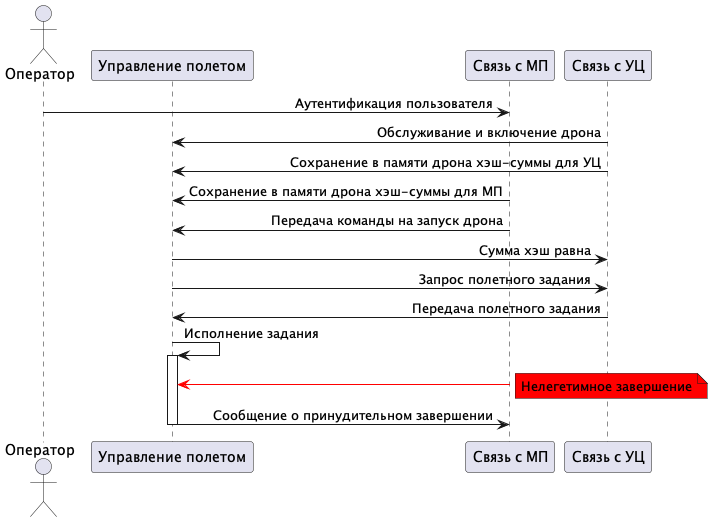 Оператор
Управление полетом
Связь с МП
Связь с УЦ
Аутентификация пользователя
Обслуживание и включение дрона
Сохранение в памяти дрона хэш-суммы для УЦ
Сохранение в памяти дрона хэш-суммы для МП
Передача команды на запуск дрона
Сумма хэш равна
Запрос полетного задания
Передача полетного задания
Исполнение задания
Нелегетимное завершение
Сообщение о принудительном завершении
Оператор
Управление полетом
Связь с МП
Связь с УЦ